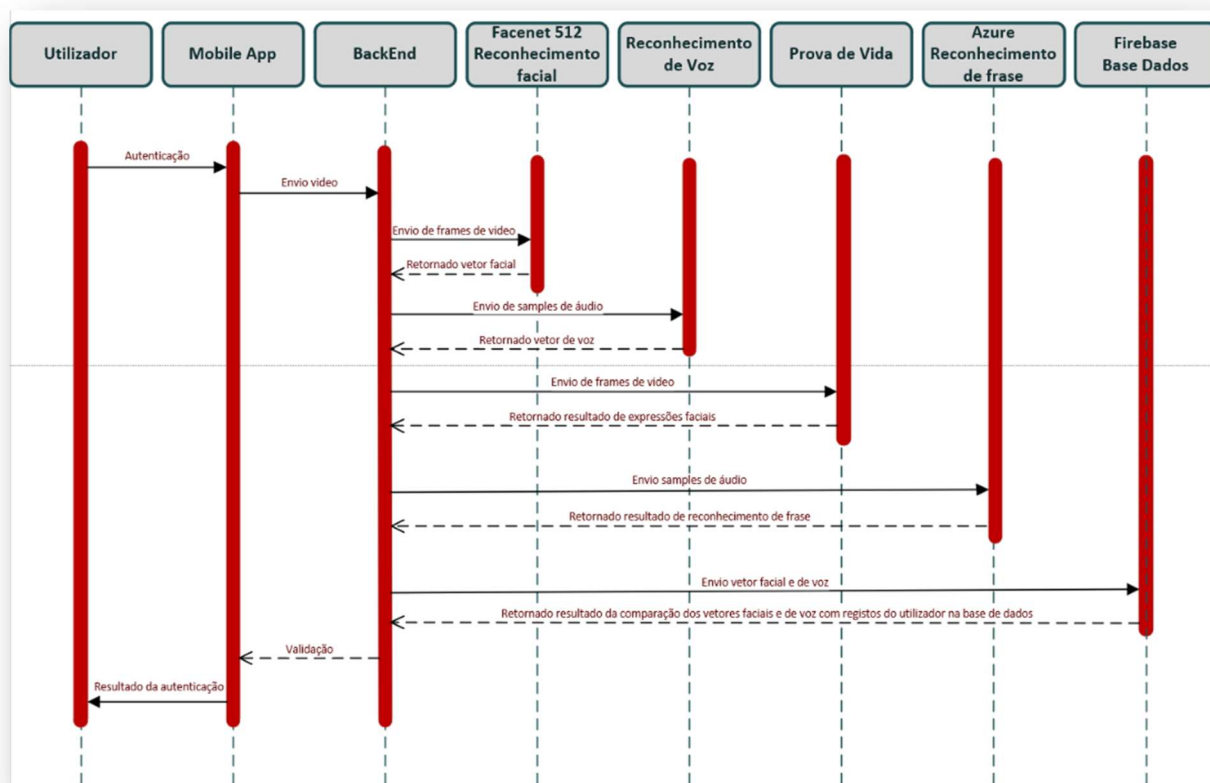 Utilizador
Mobile App
BackEnd
Facenet 512
Reconhecimento
facial
Reconhecimento
de Voz
Prova de Vida
Azure
Reconhecimento
de frase
Firebase
Base Dados
Autenticação
Envio video
Envio de frames de video
Retornado vetor facial
Envio de samples de áudio
Retornado vetor de voz
Envio de frames de video
Retornado resultado de expressões faciais
Envio samples de áudio
Retornado resultado de reconhecimento de frase
Envio vetor facial e de voz
Retornado resultado da comparação dos vetores faciais e de voz com registos do utilizador na base de dados
Validação
Resultado da autenticação